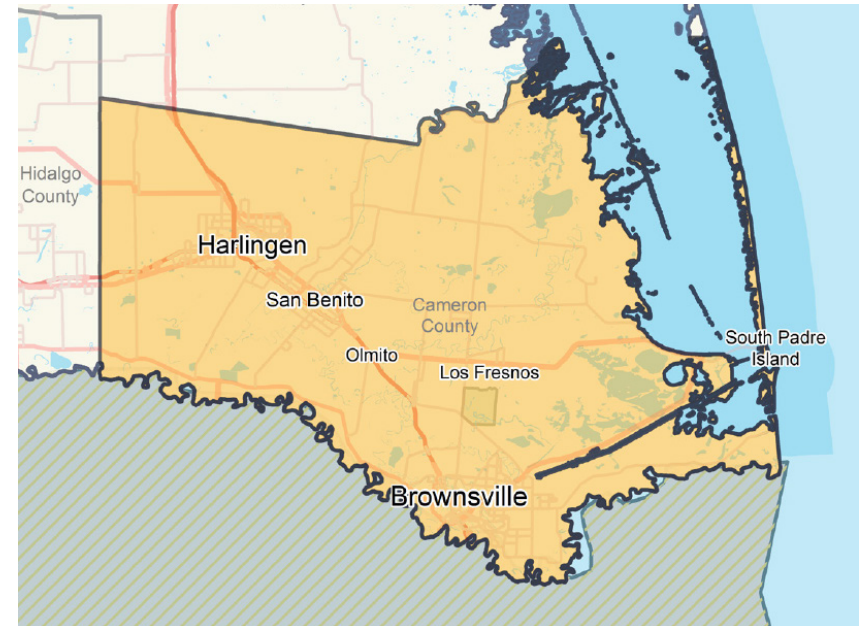 Hidalgo
County
Harlingen
San Benito
Cameron
County
South Padre
Island
Olmito
Los Fresnos
Brownsville